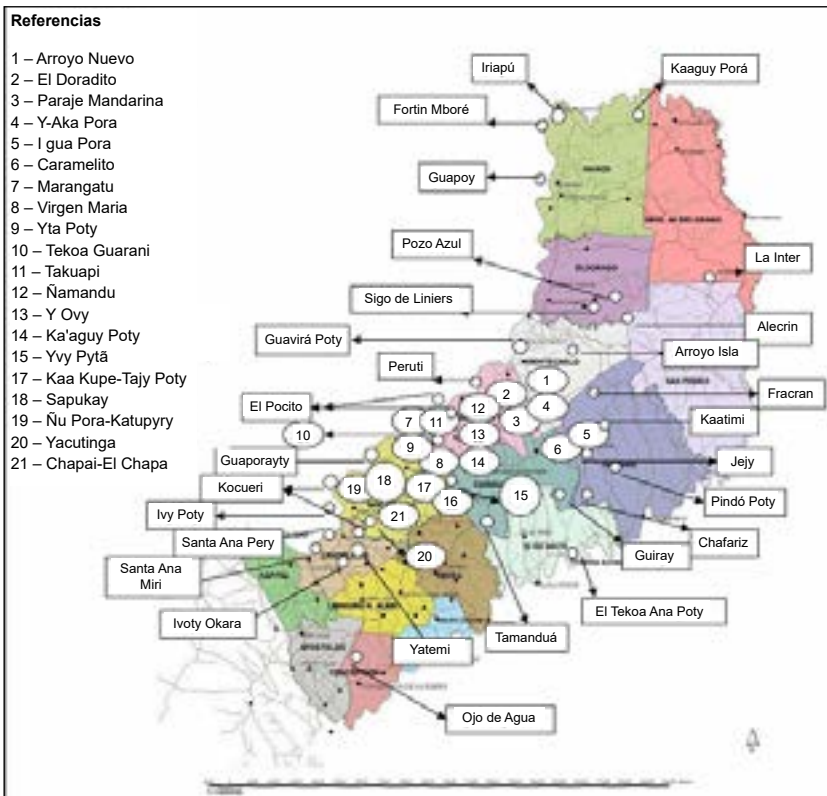 Referencias
1 – Arroyo Nuevo
2 – El Doradito
3 – Paraje Mandarina
4 – Y-Aka Pora
5 – I gua Pora
6 – Caramelito
7 – Marangatu
8 – Virgen Maria
9 – Yta Poty
10 – Tekoa Guarani
11 – Takuapi
12 – Ñamandu
13 – Y Ovy
14 – Ka'aguy Poty
15 – Yvy Pytã
17 – Kaa Kupe-Tajy Poty
18 – Sapukay
19 – Ñu Pora-Katupyry
20 – Yacutinga
21 – Chapai-El Chapa
Iriapú
Kaaguy Porá
Fortin Mboré
Guapoy
Pozo Azul
La Inter
ELDORADO
Sigo de Liniers
Alecrin
Guavirá Poty
Arroyo Isla
Peruti
1
2
Fracran
El Pocito
12
4
7
11
3
Kaatimi
10
13
5
9
6
Guaporayty
8
14
Jejy
Kocueri
19
18
17
16
15
Pindó Poty
Ivy Poty
21
Chafariz
Santa Ana Pery
20
Guiray
Santa Ana
Miri
El Tekoa Ana Poty
Ivoty Okara
Tamanduá
Yatemi
Ojo de Agua